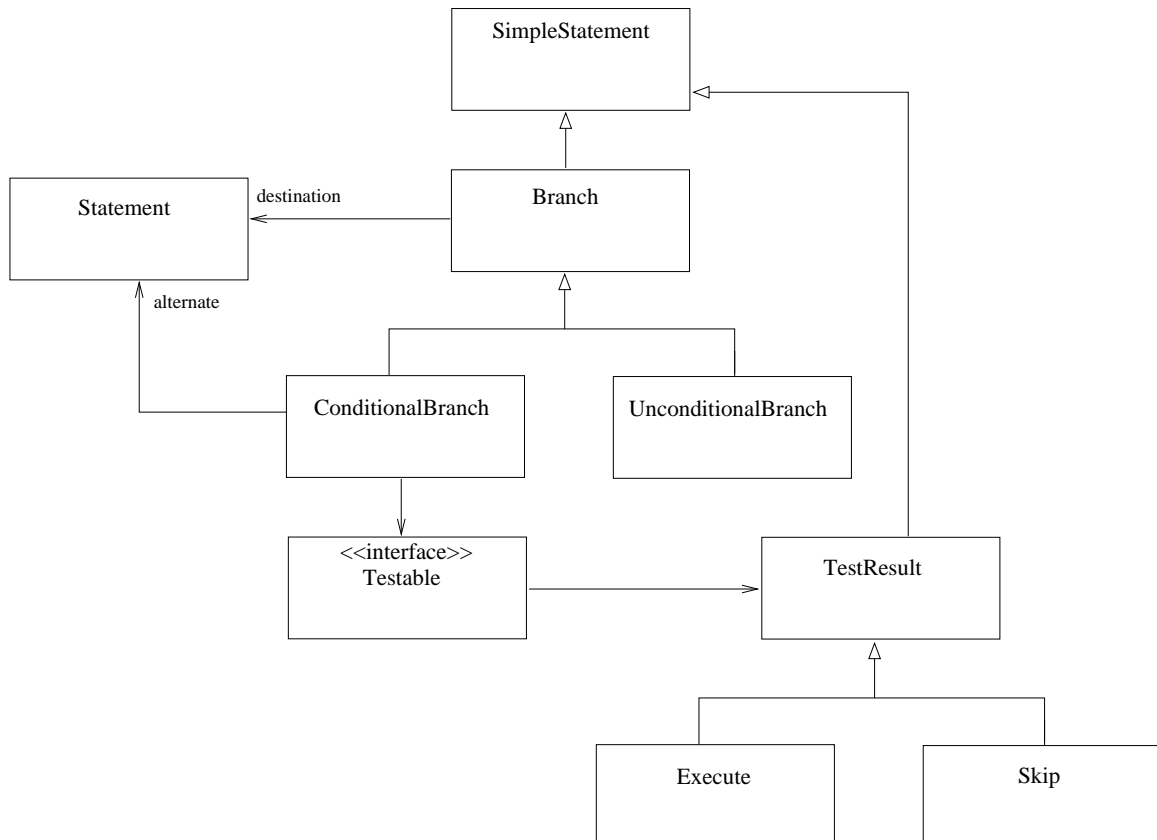 SimpleStatement
destination
Branch
Statement
alternate
ConditionalBranch
UnconditionalBranch
<<interface>>
Testable
TestResult
Execute
Skip